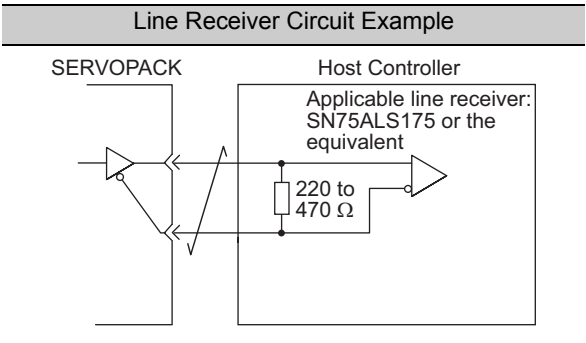 Line Receiver Circuit Example
SERVOPACK
Host Controller
Applicable line receiver:
SN75ALS175 or the
equivalent
220 to
470 Ω